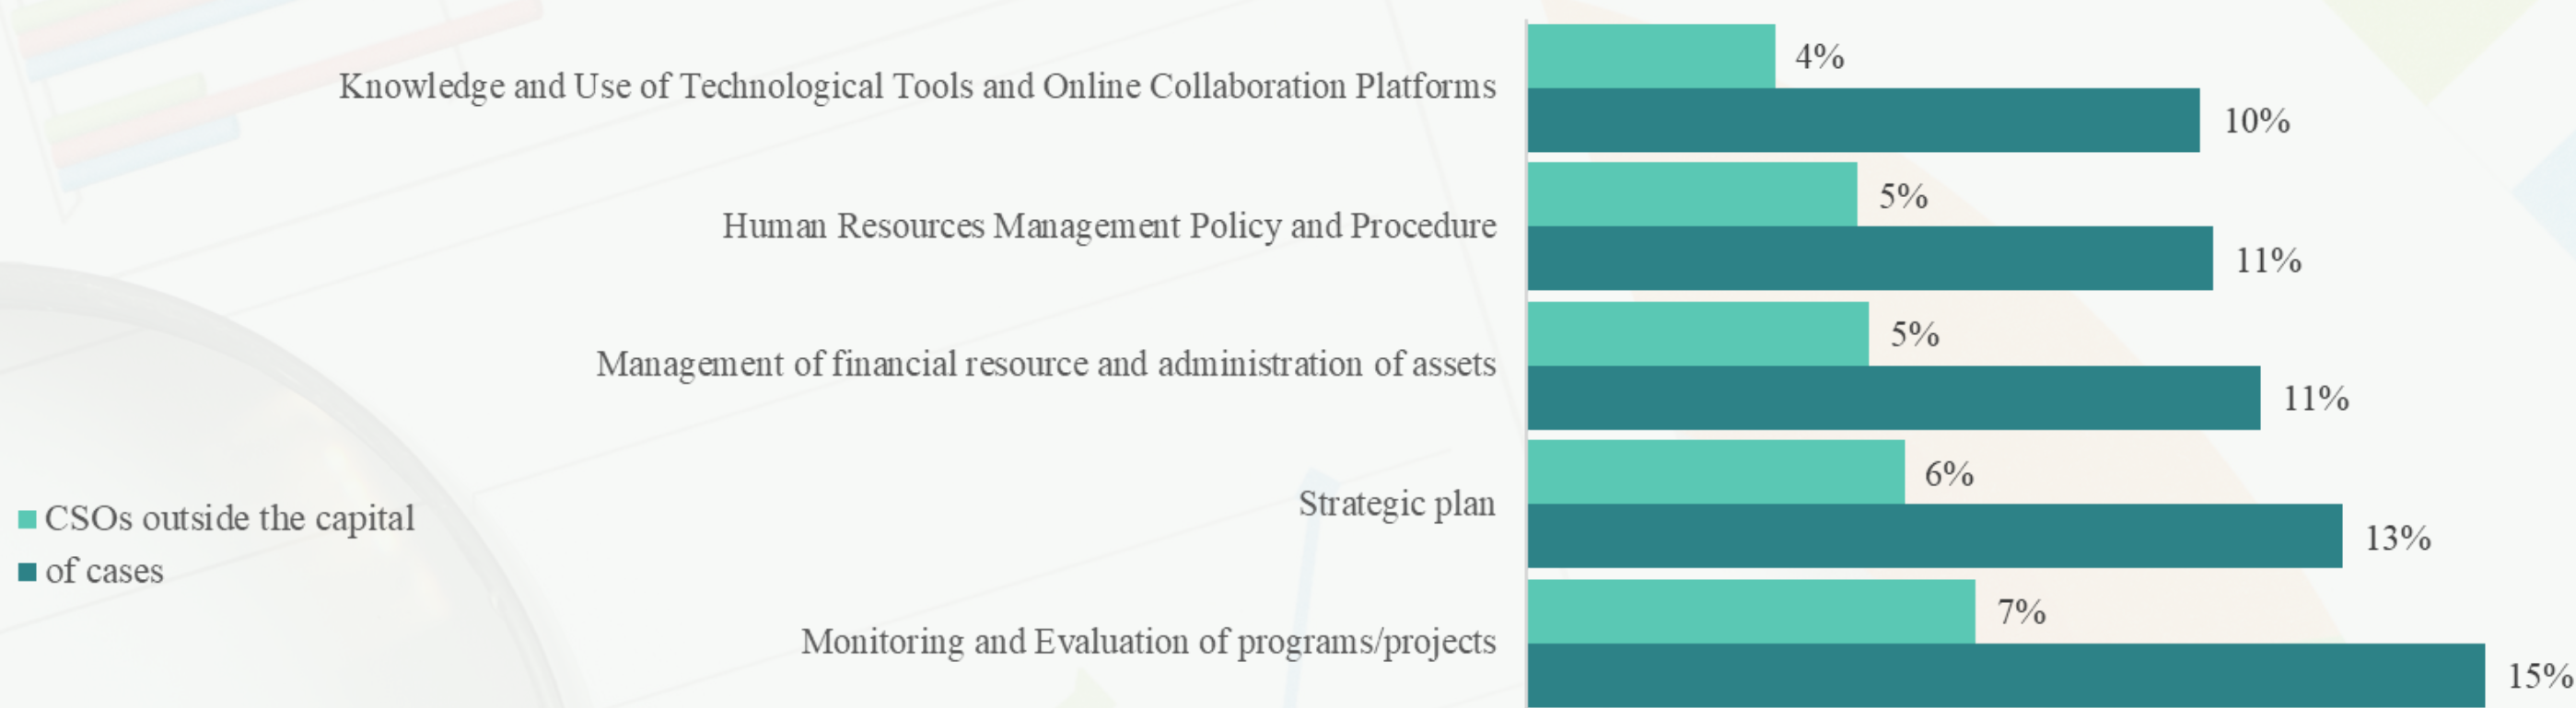 Knowledge and Use of Technological Tools and Online Collaboration Platforms
4%
10%
Human Resources Management Policy and Procedure
5%
11%
Management of financial resource and administration of assets
5%
11%
Strategic plan
6%
13%
Monitoring and Evaluation of programs/projects
7%
15%
CSOs outside the capital
of cases